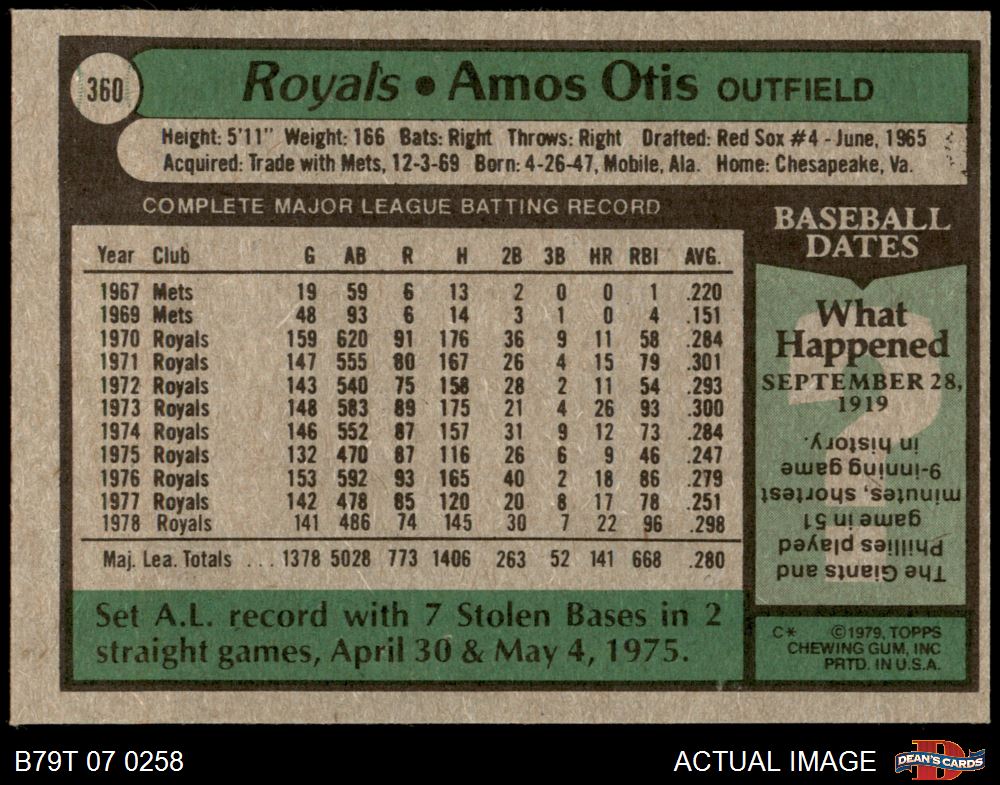 360
Royals • Amos Otis OUTFIELD
Height: 5'11" Weight: 166 Bats: Right Throws: Right Drafted: Red Sox #4 - June, 1965
Acquired: Trade with Mets, 12-3-69 Born: 4-26-47, Mobile, Ala. Home: Chesapeake, Va.
COMPLETE MAJOR LEAGUE BATTING RECORD
Year Club G AB R H 2B 3B HR RBI AVG.
1967 Mets 19 59 6 13 2 0 0 1 .220
1969 Mets 48 93 6 14 3 1 0 4 .151
1970 Royals 159 620 91 176 36 9 11 58 .284
1971 Royals 147 555 80 167 26 4 15 79 .301
1972 Royals 143 540 75 158 28 2 11 54 .293
1973 Royals 148 583 89 175 21 4 26 93 .300
1974 Royals 146 552 87 157 31 9 12 73 .284
1975 Royals 132 470 87 116 26 6 9 46 .247
1976 Royals 153 592 93 165 40 2 18 86 .279
1977 Royals 142 478 85 120 20 8 17 78 .251
1978 Royals 141 486 74 145 30 7 22 96 .298
Maj. Lea. Totals ... 1378 5028 773 1406 263 52 141 668 .280
Set A.L. record with 7 Stolen Bases in 2
straight games, April 30 & May 4, 1975.
BASEBALL
DATES
What
Happened
SEPTEMBER 28,
1919
?
The Giants and
Phillies played
game in 51
minutes, shortest
9-inning game
in history.
C* ©1979, TOPPS
CHEWING GUM, INC
PRTD. IN U.S.A.
B79T 07 0258
ACTUAL IMAGE
D
DEAN'S CARDS